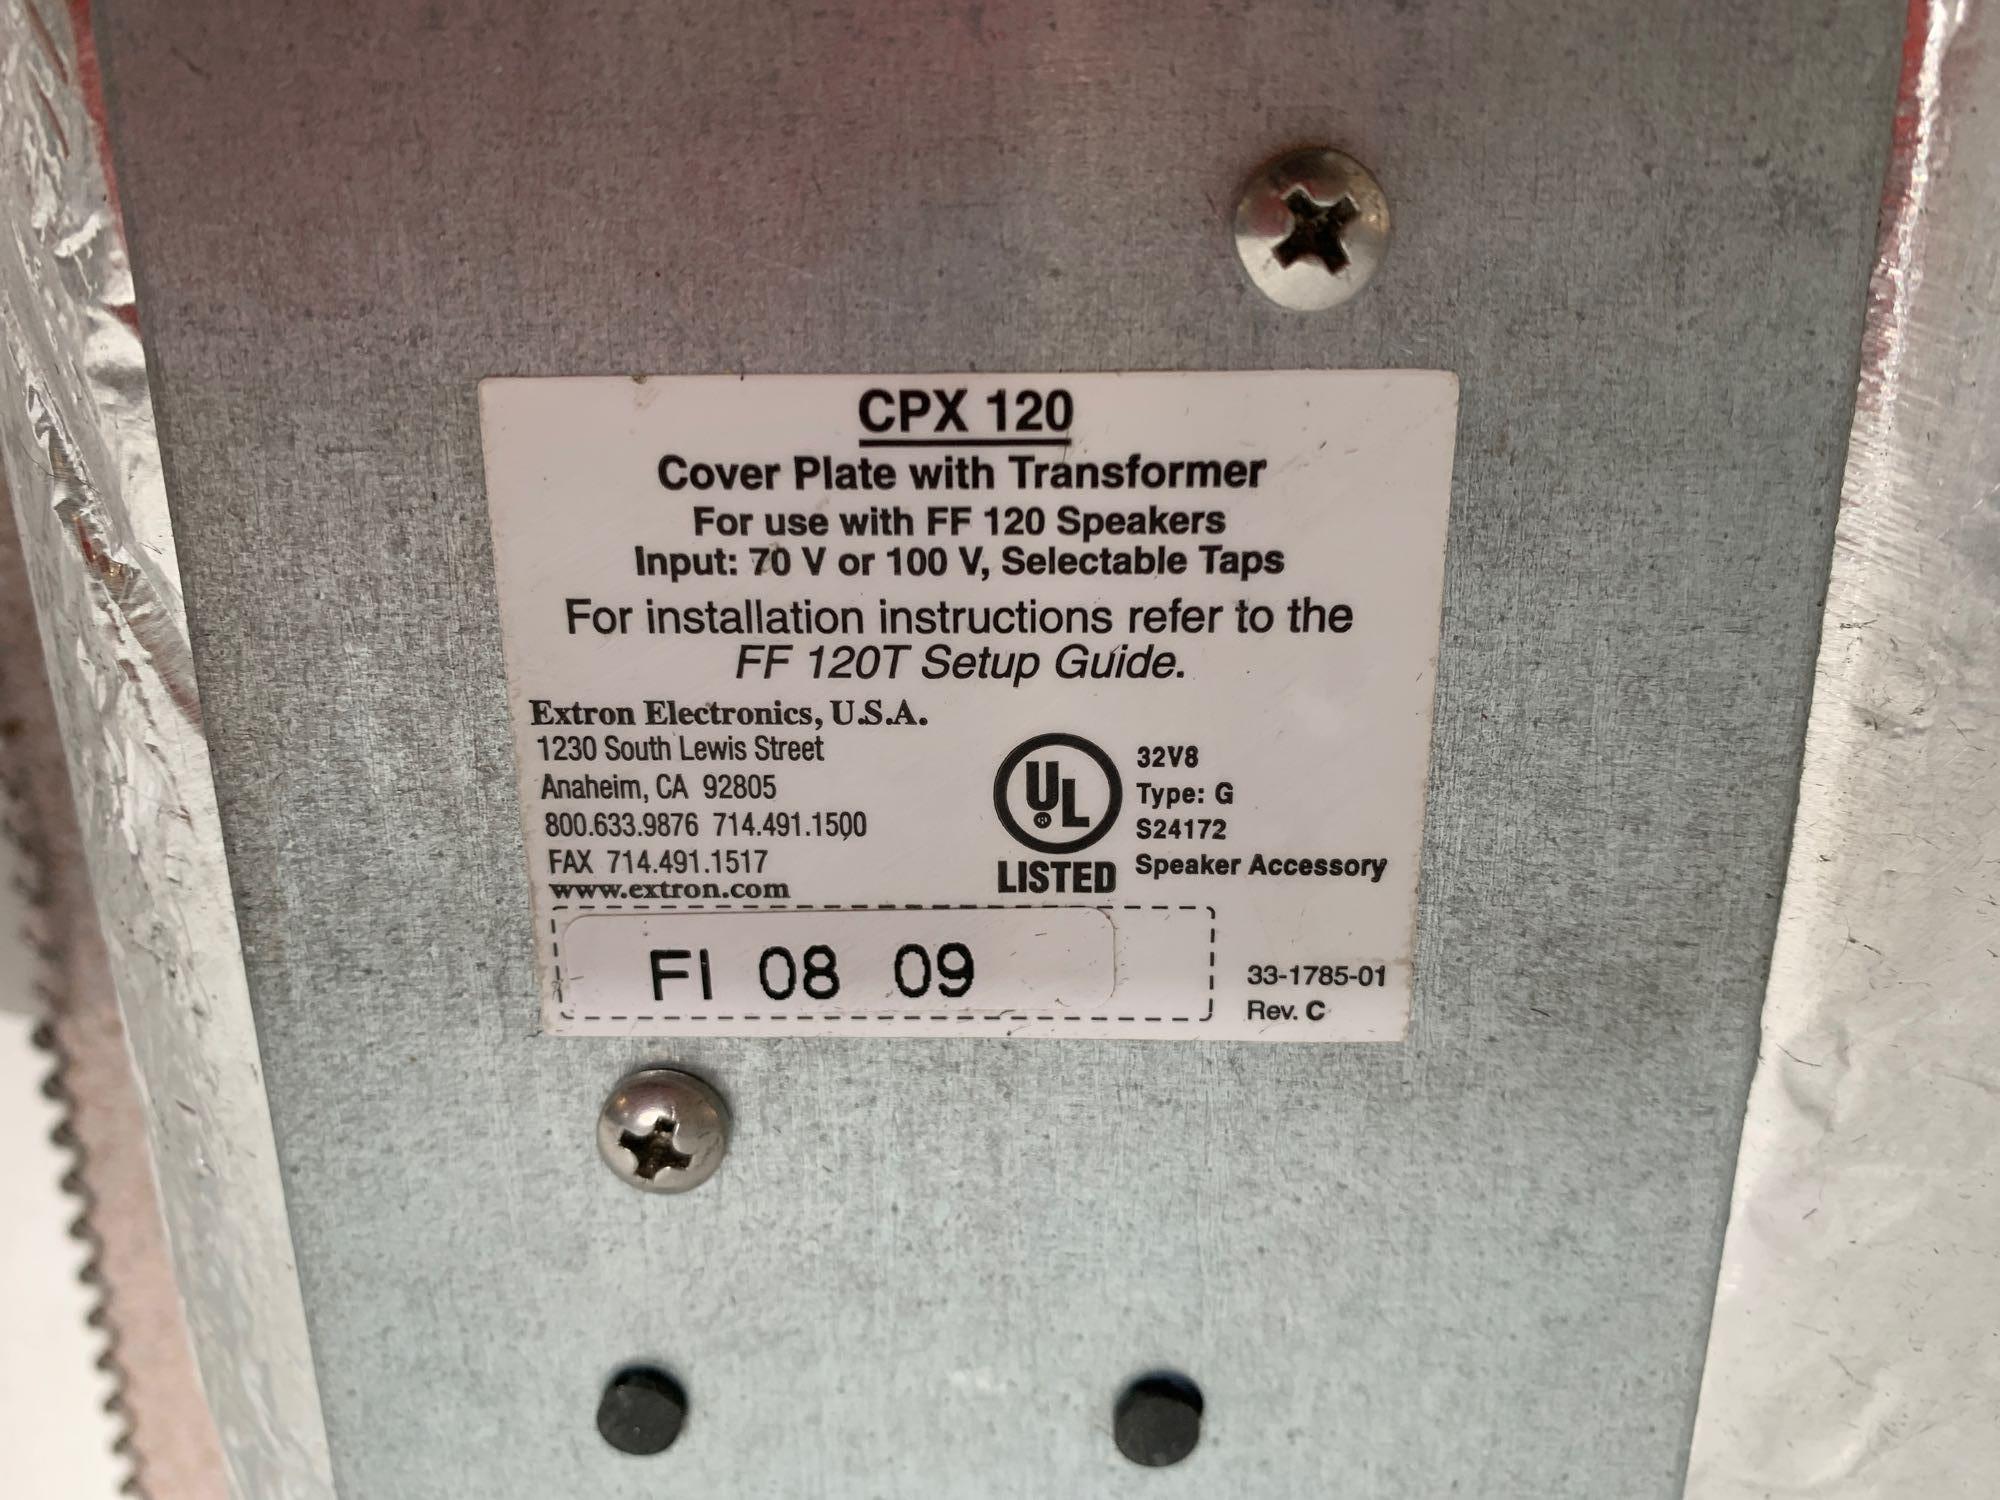 CPX 120
Cover Plate with Transformer
For use with FF 120 Speakers
Input: 70 V or 100 V, Selectable Taps
For installation instructions refer to the
FF 120T Setup Guide.
Extron Electronics, U.S.A.
1230 South Lewis Street
Anaheim, CA 92805
800.633.9876 714.491.1500
FAX 714.491.1517
www.extron.com
UL
LISTED
32V8
Type: G
S24172
Speaker Accessory
FI 08 09
33-1785-01
Rev. C